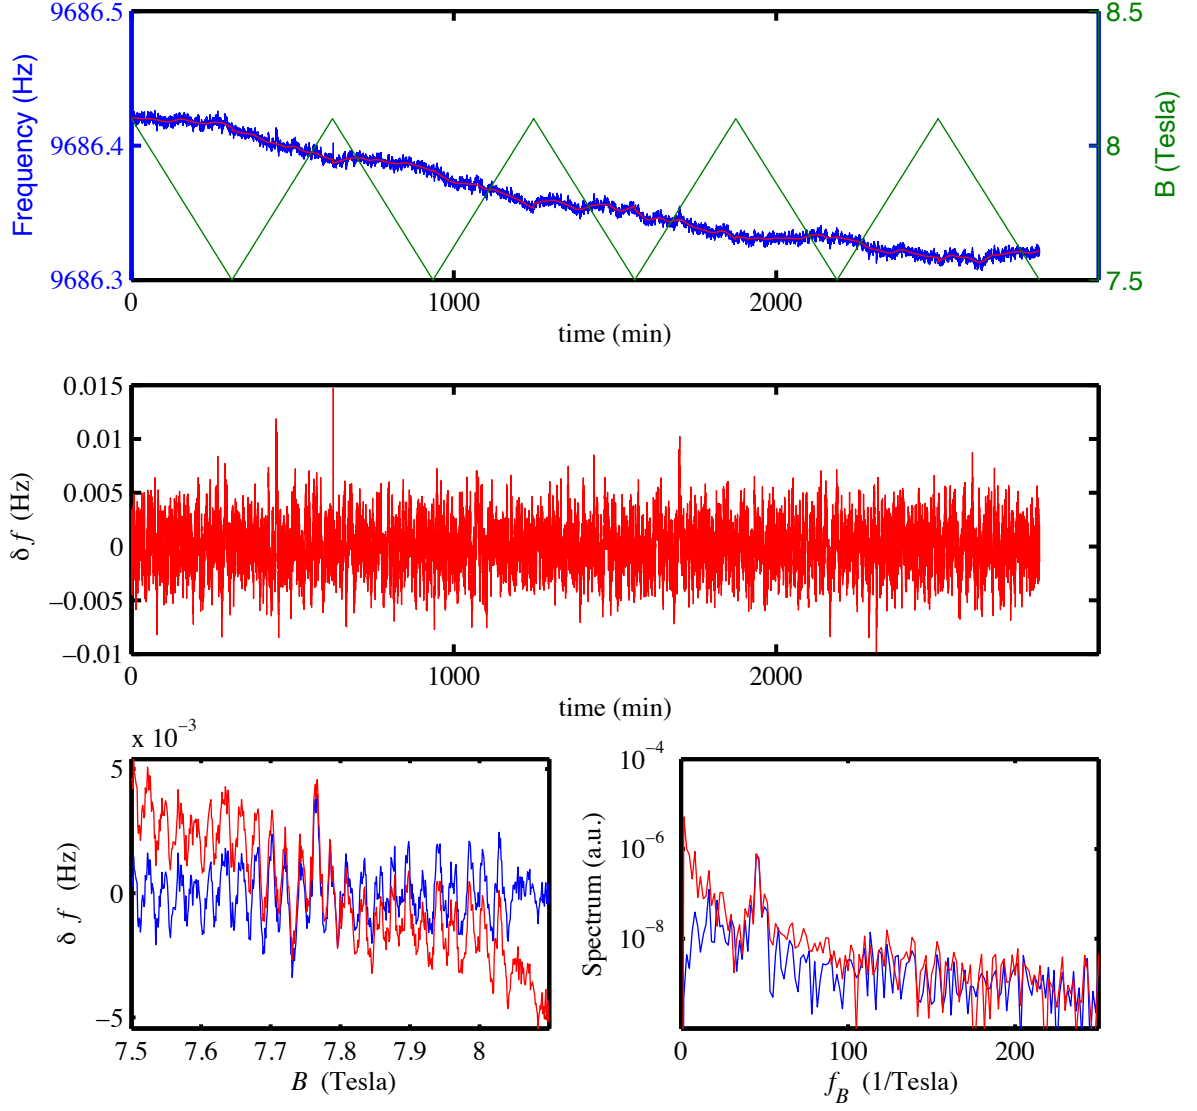 9686.5
9686.4
9686.3
Frequency (Hz)
8.5
8
7.5
B (Tesla)
0 1000 2000
time (min)
0.015
0.01
0.005
0
−0.005
−0.01
δ f (Hz)
0 1000 2000
time (min)
x 10⁻³
5
0
−5
δ f (Hz)
7.5 7.6 7.7 7.8 7.9 8
B (Tesla)
10⁻⁴
10⁻⁶
10⁻⁸
Spectrum (a.u.)
0 100 200
f_B (1/Tesla)